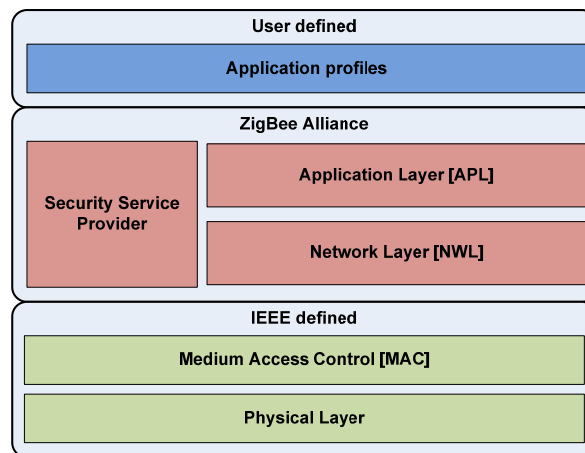 User defined
Application profiles
ZigBee Alliance
Security Service
Provider
Application Layer [APL]
Network Layer [NWL]
IEEE defined
Medium Access Control [MAC]
Physical Layer